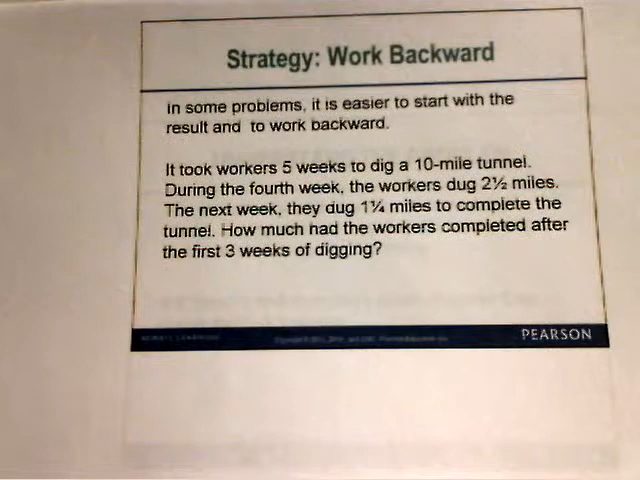 Strategy: Work Backward
In some problems, it is easier to start with the
result and to work backward.
It took workers 5 weeks to dig a 10-mile tunnel.
During the fourth week, the workers dug 2½ miles.
The next week, they dug 1¼ miles to complete the
tunnel. How much had the workers completed after
the first 3 weeks of digging?
ALWAYS LEARNING
PEARSON